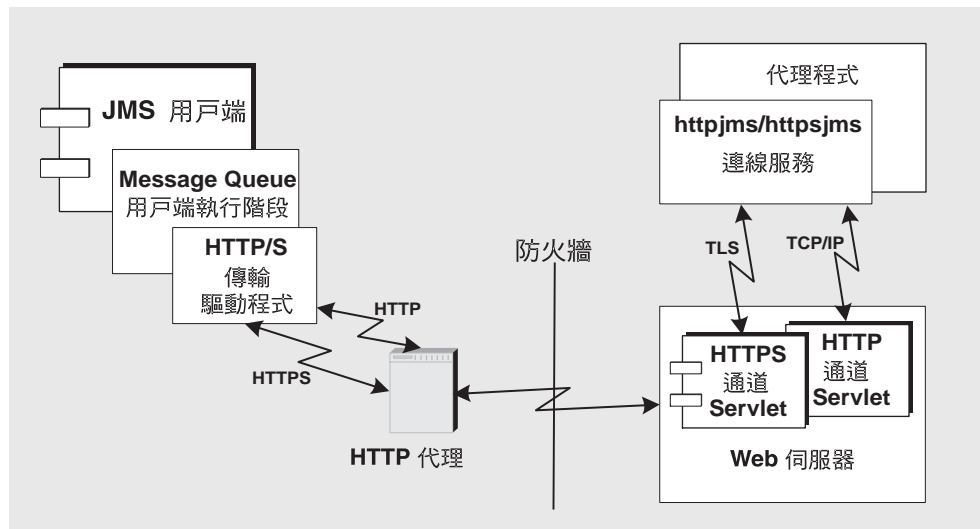 JMS 用戶端
Message Queue
用戶端執行階段
HTTP/S
傳輸
驅動程式
HTTP
HTTPS
HTTP 代理
防火牆
代理程式
httpjms/httpsjms
連線服務
TLS
TCP/IP
HTTPS
通道
Servlet
HTTP
通道
Servlet
Web 伺服器